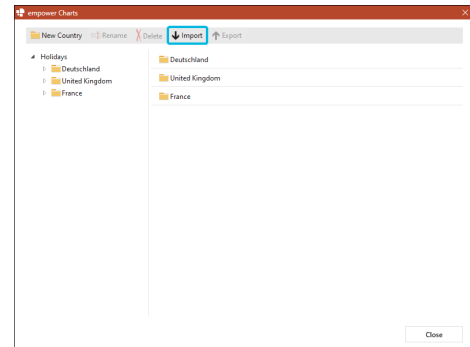 empower Charts
New Country Rename Delete Import Export
Holidays
Deutschland
United Kingdom
France
Deutschland
United Kingdom
France
Close